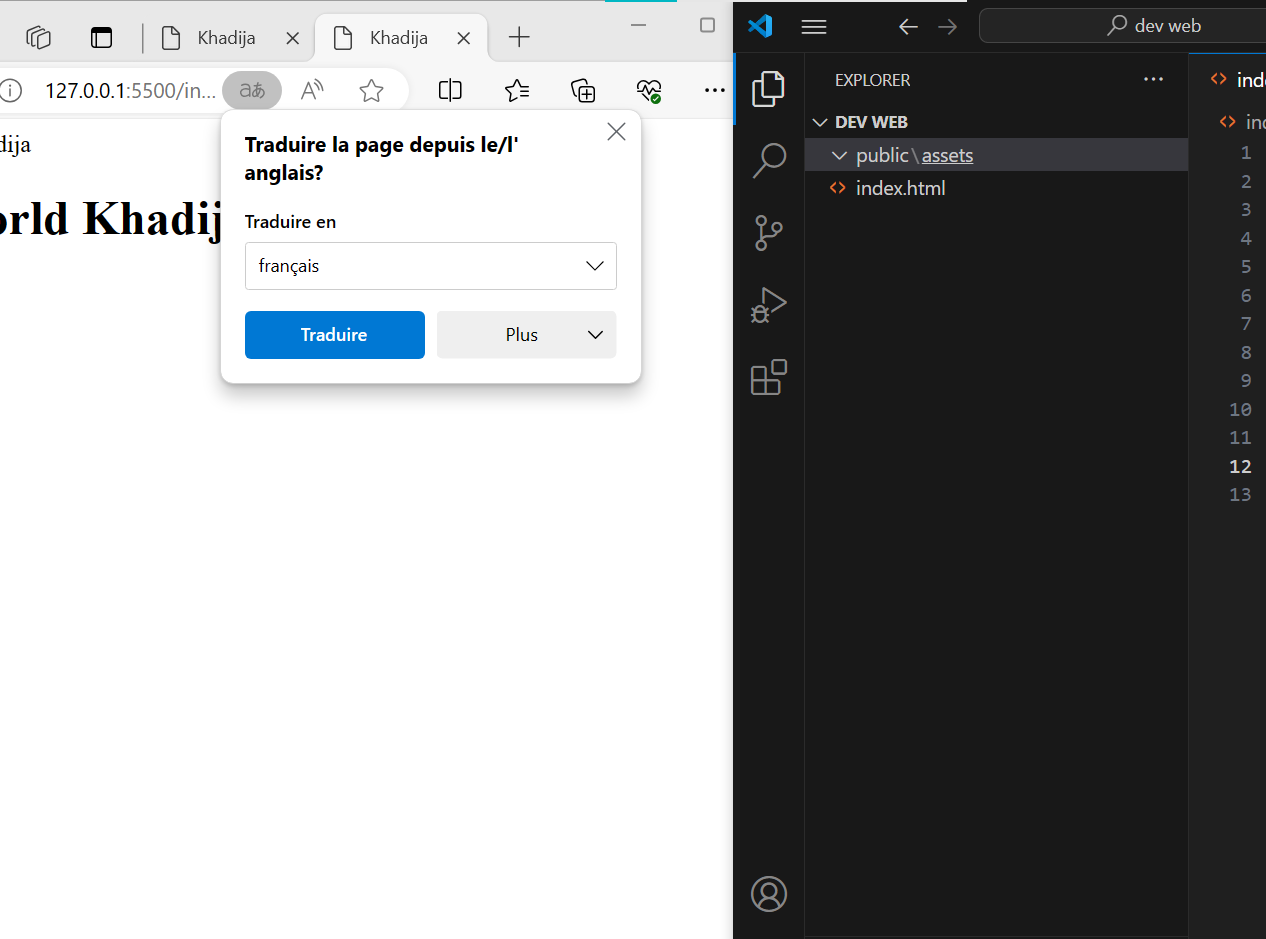 Khadija
Khadija
127.0.0.1:5500/in...
dija
orld Khadij
Traduire la page depuis le/l'
anglais?
Traduire en
français
Traduire
Plus
dev web
EXPLORER
DEV WEB
public\assets
index.html
inde
ind
1
2
3
4
5
6
7
8
9
10
11
12
13